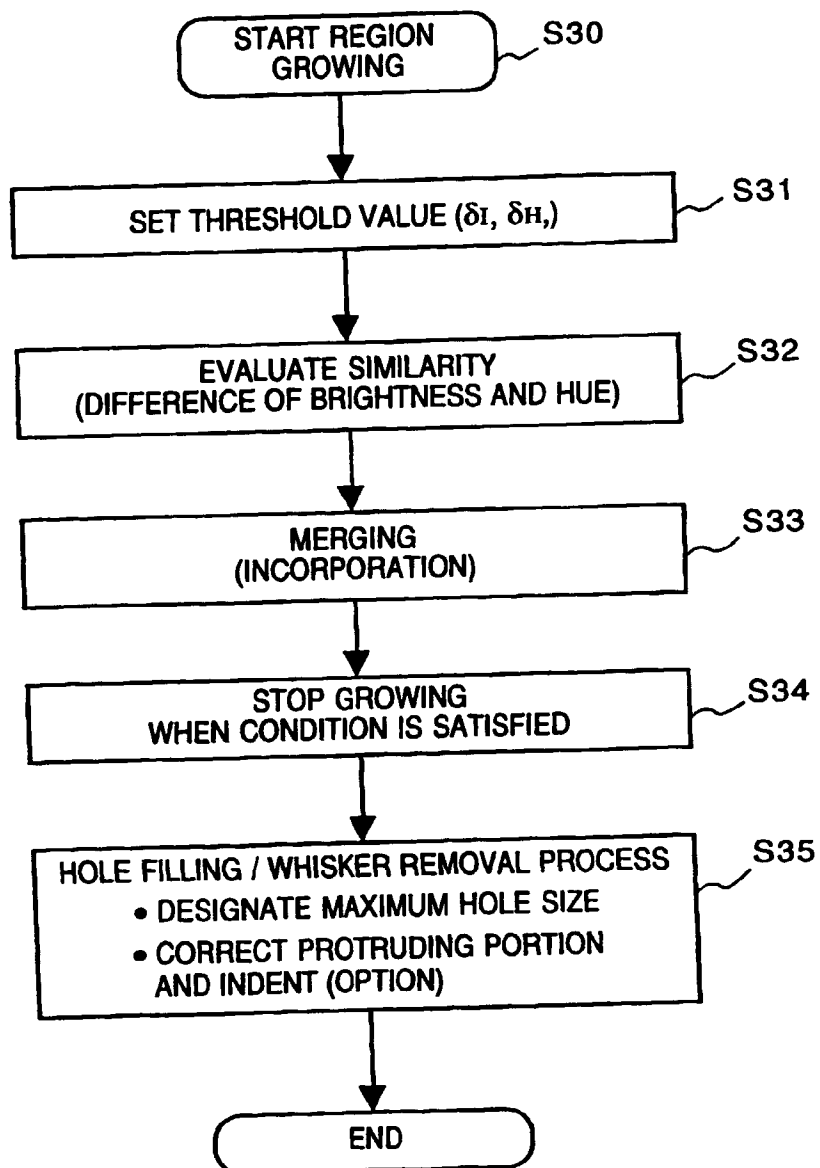 START REGION
GROWING
S30
SET THRESHOLD VALUE (δI, δH,)
S31
EVALUATE SIMILARITY
(DIFFERENCE OF BRIGHTNESS AND HUE)
S32
MERGING
(INCORPORATION)
S33
STOP GROWING
WHEN CONDITION IS SATISFIED
S34
HOLE FILLING / WHISKER REMOVAL PROCESS
• DESIGNATE MAXIMUM HOLE SIZE
• CORRECT PROTRUDING PORTION
AND INDENT (OPTION)
S35
END